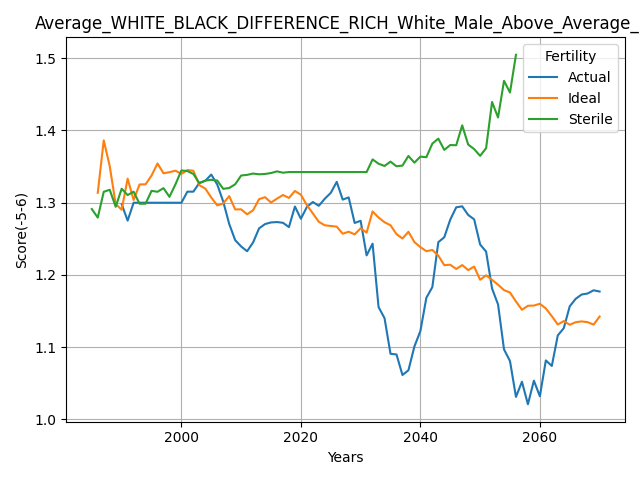 Average_WHITE_BLACK_DIFFERENCE_RICH_White_Male_Above_Average_
Fertility
Actual
Ideal
Sterile
Score(-5-6)
1.5
1.4
1.3
1.2
1.1
1.0
2000 2020 2040 2060
Years